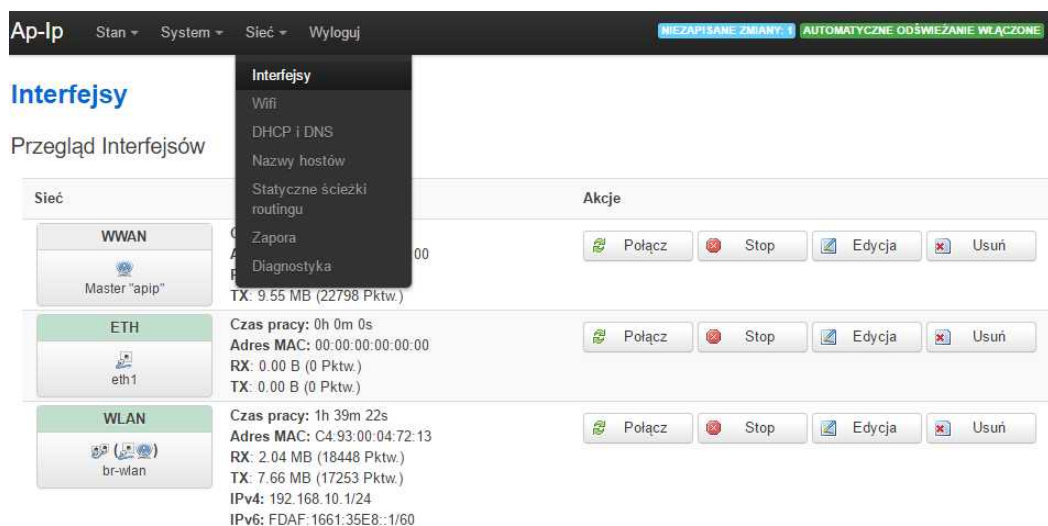 Ap-Ip Stan System Sieć Wyloguj NIEZAPISANE ZMIANY: 1 AUTOMATYCZNE ODŚWIEŻANIE WŁĄCZONE
Interfejsy
Wifi
DHCP i DNS
Nazwy hostów
Statyczne ścieżki
routingu
Zapora
Diagnostyka
Interfejsy
Przegląd Interfejsów
Sieć Akcje
WWAN
Master "apip"
00
TX: 9.55 MB (22798 Pktw.)
Połącz Stop Edycja Usuń
ETH
eth1
Czas pracy: 0h 0m 0s
Adres MAC: 00:00:00:00:00:00
RX: 0.00 B (0 Pktw.)
TX: 0.00 B (0 Pktw.)
Połącz Stop Edycja Usuń
WLAN
br-wlan
Czas pracy: 1h 39m 22s
Adres MAC: C4:93:00:04:72:13
RX: 2.04 MB (18448 Pktw.)
TX: 7.66 MB (17253 Pktw.)
IPv4: 192.168.10.1/24
IPv6: FDAF:1661:35E8::1/60
Połącz Stop Edycja Usuń